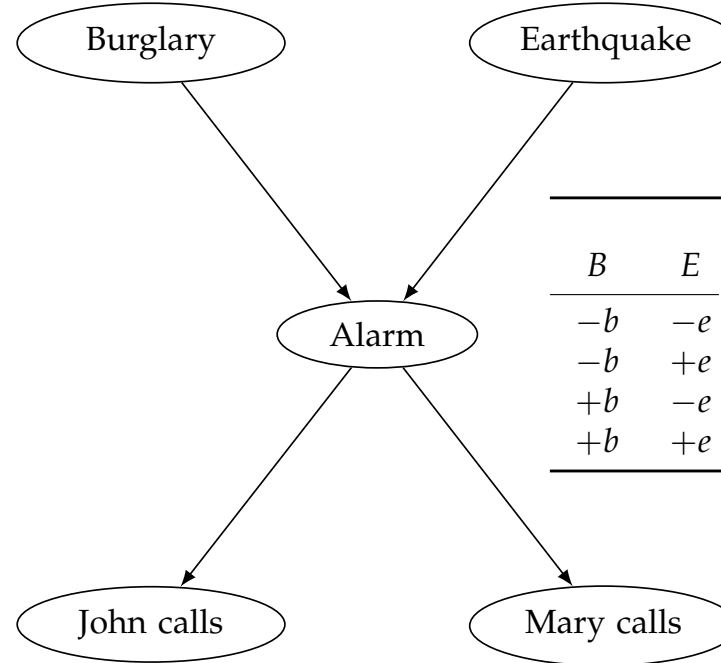 Burglary
Earthquake
B E
−b −e
−b +e
+b −e
+b +e
Alarm
John calls
Mary calls